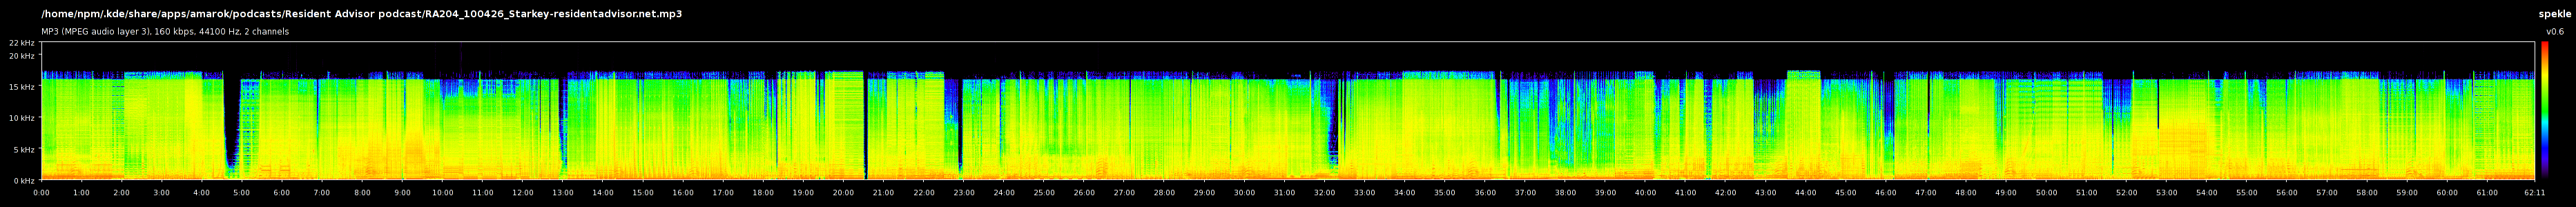 /home/npm/.kde/share/apps/amarok/podcasts/Resident Advisor podcast/RA204_100426_Starkey-residentadvisor.net.mp3
spekle
MP3 (MPEG audio layer 3), 160 kbps, 44100 Hz, 2 channels
v0.6
22 kHz
20 kHz
15 kHz
10 kHz
5 kHz
0 kHz
0:00 1:00 2:00 3:00 4:00 5:00 6:00 7:00 8:00 9:00 10:00 11:00 12:00 13:00 14:00 15:00 16:00 17:00 18:00 19:00 20:00 21:00 22:00 23:00 24:00 25:00 26:00 27:00 28:00 29:00 30:00 31:00 32:00 33:00 34:00 35:00 36:00 37:00 38:00 39:00 40:00 41:00 42:00 43:00 44:00 45:00 46:00 47:00 48:00 49:00 50:00 51:00 52:00 53:00 54:00 55:00 56:00 57:00 58:00 59:00 60:00 61:00 62:11